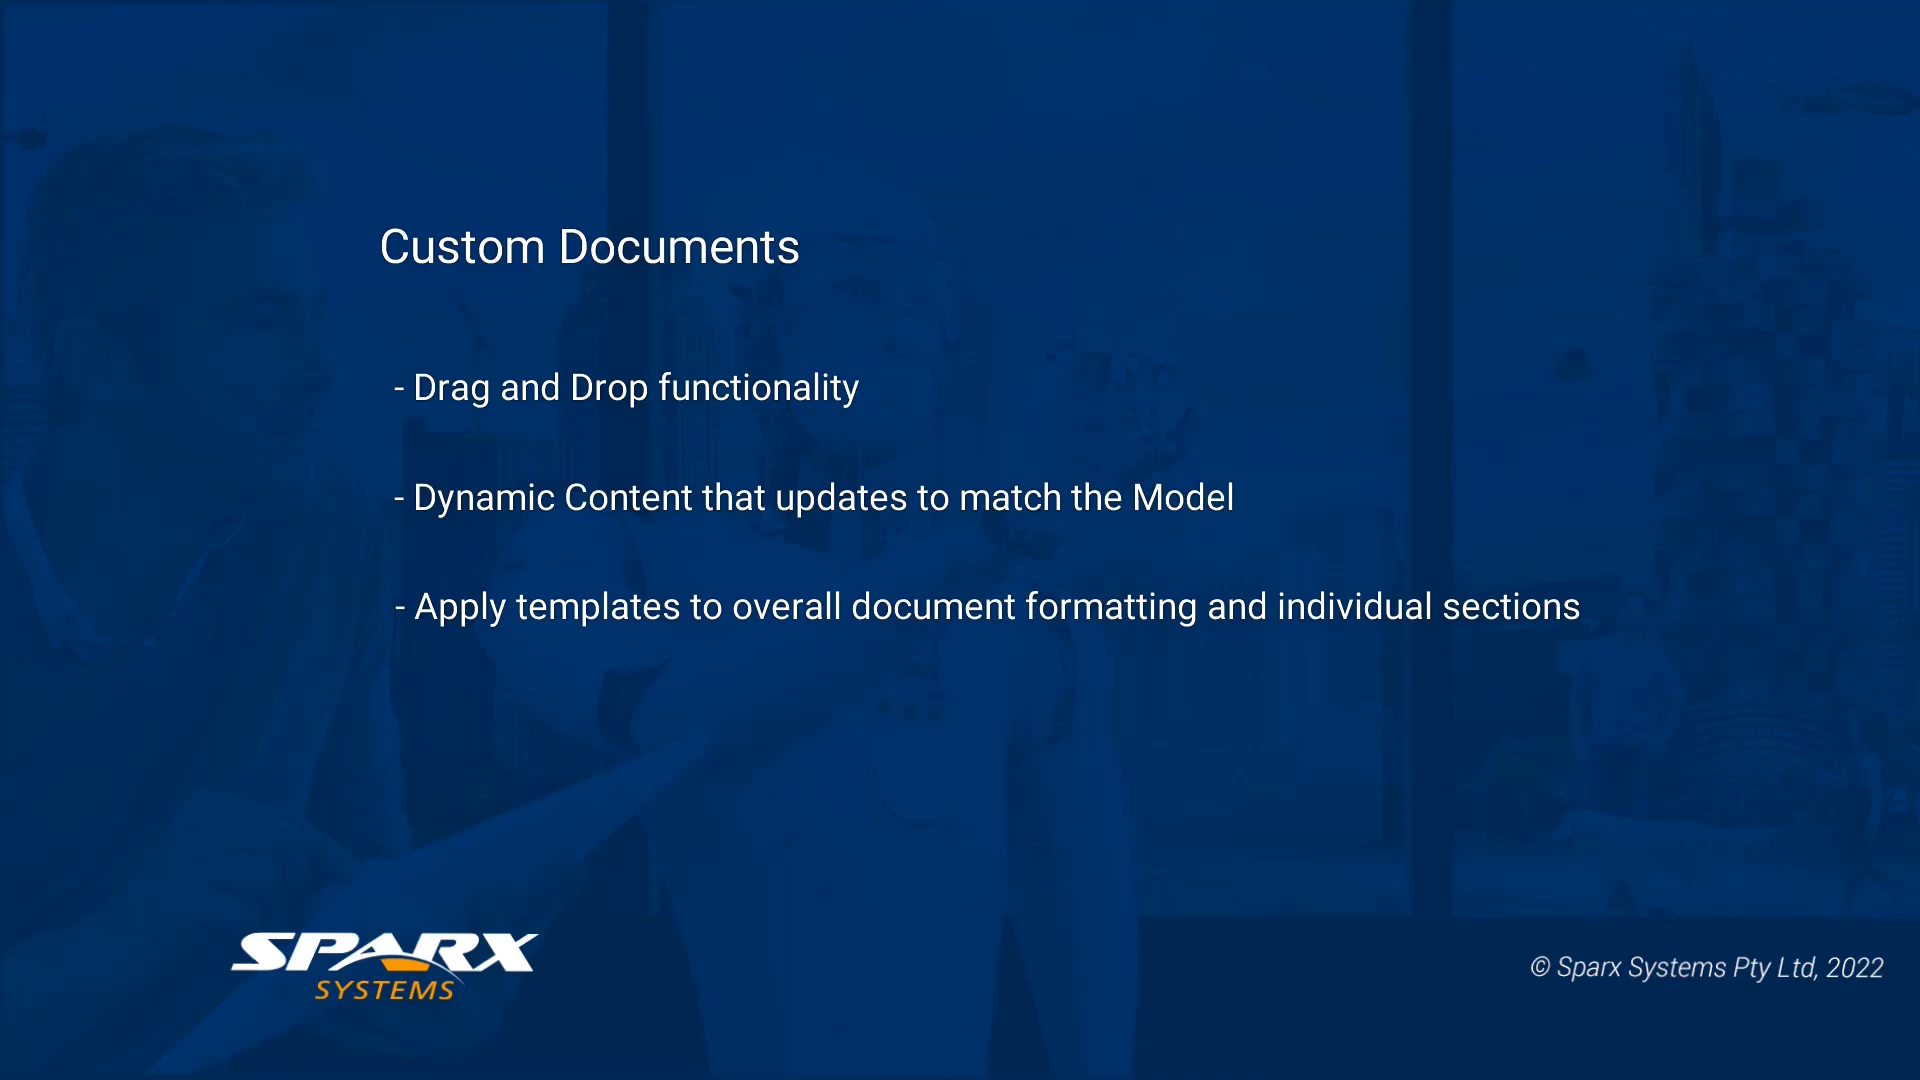 Custom Documents
- Drag and Drop functionality
- Dynamic Content that updates to match the Model
- Apply templates to overall document formatting and individual sections
SPARX
SYSTEMS
© Sparx Systems Pty Ltd, 2022